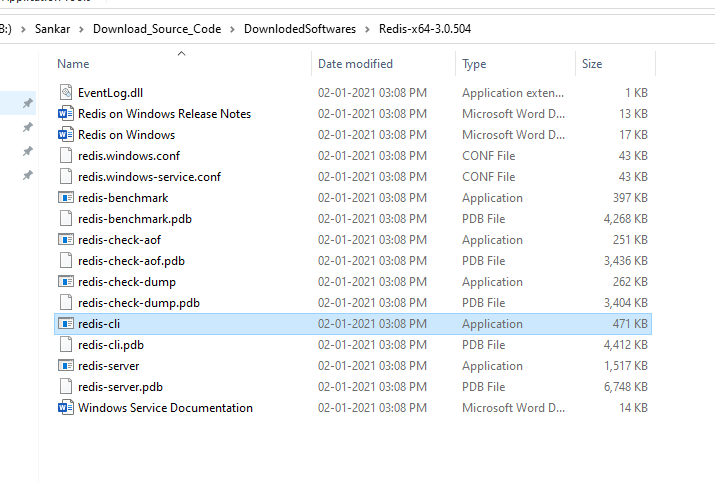 B:) > Sankar > Download_Source_Code > DownlodedSoftwares > Redis-x64-3.0.504
Name Date modified Type Size
EventLog.dll 02-01-2021 03:08 PM Application exten... 1 KB
Redis on Windows Release Notes 02-01-2021 03:08 PM Microsoft Word D... 13 KB
Redis on Windows 02-01-2021 03:08 PM Microsoft Word D... 17 KB
redis.windows.conf 02-01-2021 03:08 PM CONF File 43 KB
redis.windows-service.conf 02-01-2021 03:08 PM CONF File 43 KB
redis-benchmark 02-01-2021 03:08 PM Application 397 KB
redis-benchmark.pdb 02-01-2021 03:08 PM PDB File 4,268 KB
redis-check-aof 02-01-2021 03:08 PM Application 251 KB
redis-check-aof.pdb 02-01-2021 03:08 PM PDB File 3,436 KB
redis-check-dump 02-01-2021 03:08 PM Application 262 KB
redis-check-dump.pdb 02-01-2021 03:08 PM PDB File 3,404 KB
redis-cli 02-01-2021 03:08 PM Application 471 KB
redis-cli.pdb 02-01-2021 03:08 PM PDB File 4,412 KB
redis-server 02-01-2021 03:08 PM Application 1,517 KB
redis-server.pdb 02-01-2021 03:08 PM PDB File 6,748 KB
Windows Service Documentation 02-01-2021 03:08 PM Microsoft Word D... 14 KB